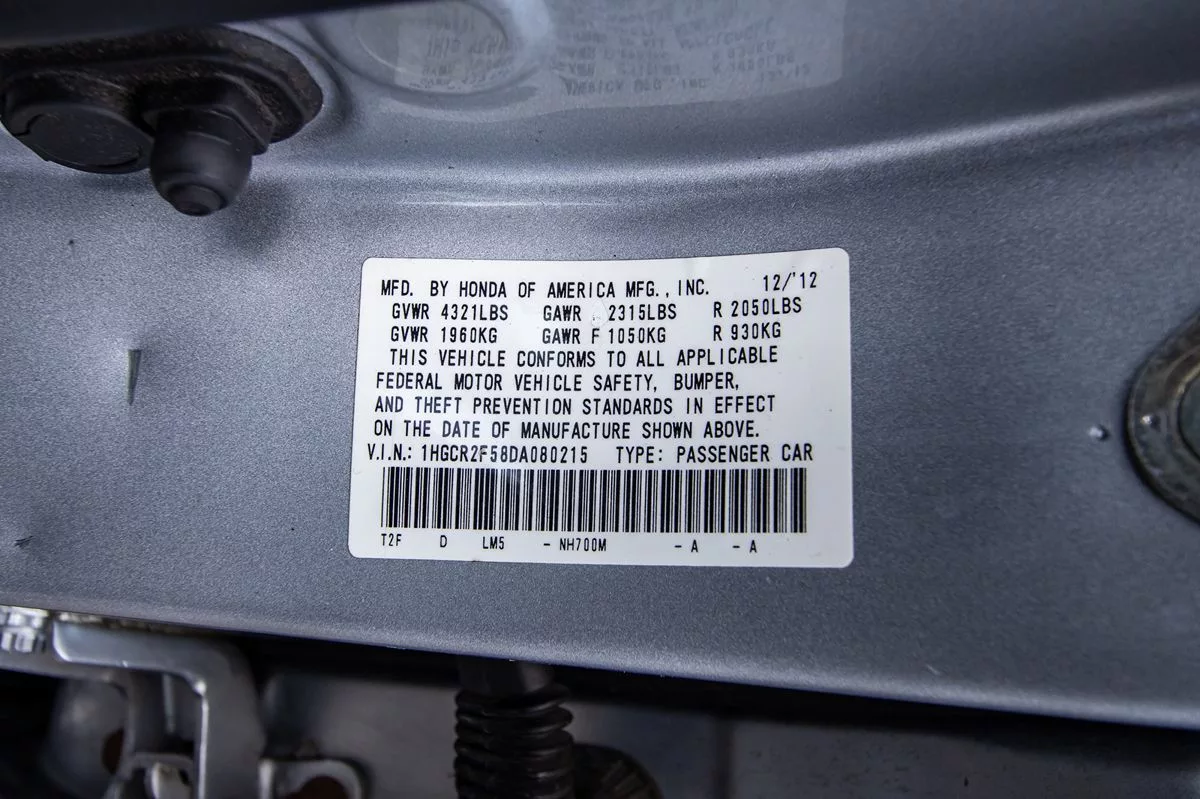 MFD. BY HONDA OF AMERICA MFG., INC. 12/'12
GVWR 4321LBS GAWR 2315LBS R 2050LBS
GVWR 1960KG GAWR F 1050KG R 930KG
THIS VEHICLE CONFORMS TO ALL APPLICABLE
FEDERAL MOTOR VEHICLE SAFETY, BUMPER,
AND THEFT PREVENTION STANDARDS IN EFFECT
ON THE DATE OF MANUFACTURE SHOWN ABOVE.
V.I.N.: 1HGCR2F58DA080215 TYPE: PASSENGER CAR
T2F D LM5 - NH700M - A - A